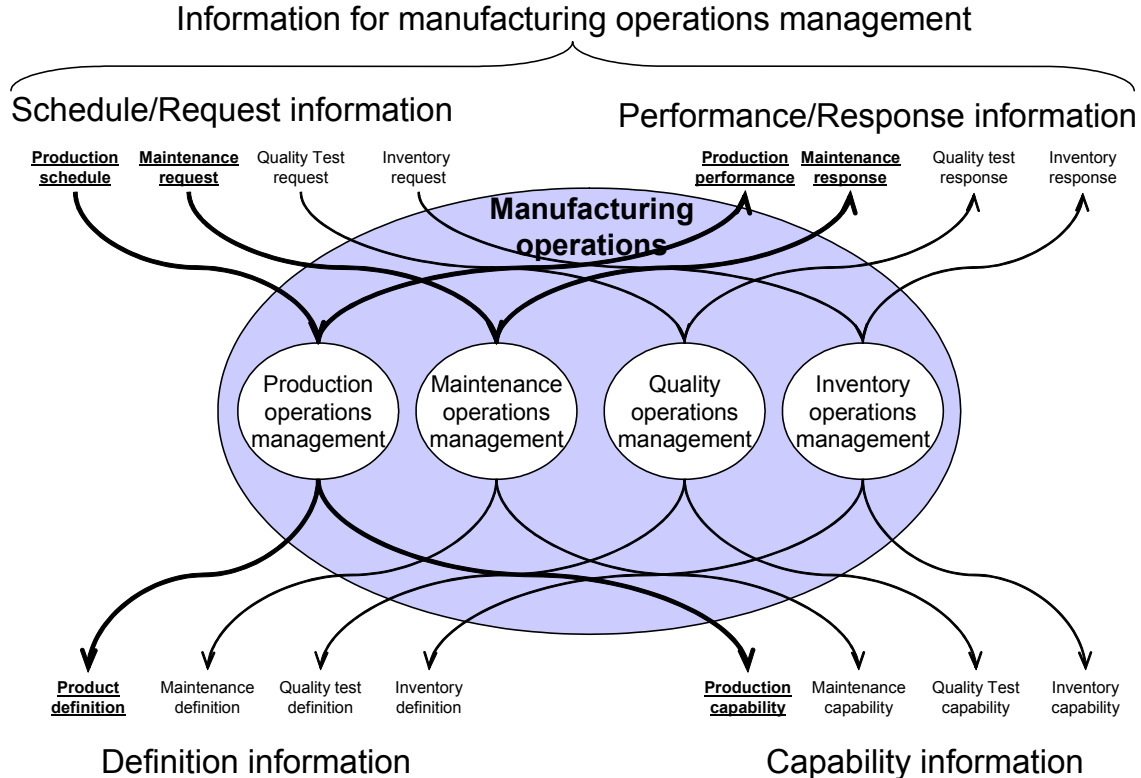 Information for manufacturing operations management
Schedule/Request information
Performance/Response information
Production
schedule
Maintenance
request
Quality Test
request
Inventory
request
Production
performance
Maintenance
response
Quality test
response
Inventory
response
Manufacturing
operations
Production
operations
management
Maintenance
operations
management
Quality
operations
management
Inventory
operations
management
Product
definition
Maintenance
definition
Quality test
definition
Inventory
definition
Production
capability
Maintenance
capability
Quality Test
capability
Inventory
capability
Definition information
Capability information